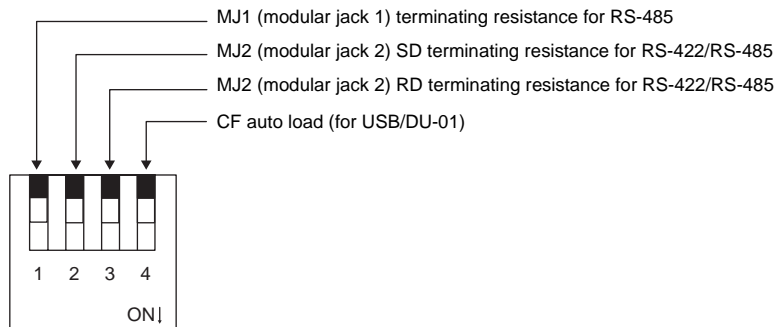 MJ1 (modular jack 1) terminating resistance for RS-485
MJ2 (modular jack 2) SD terminating resistance for RS-422/RS-485
MJ2 (modular jack 2) RD terminating resistance for RS-422/RS-485
CF auto load (for USB/DU-01)
1 2 3 4
ON↓